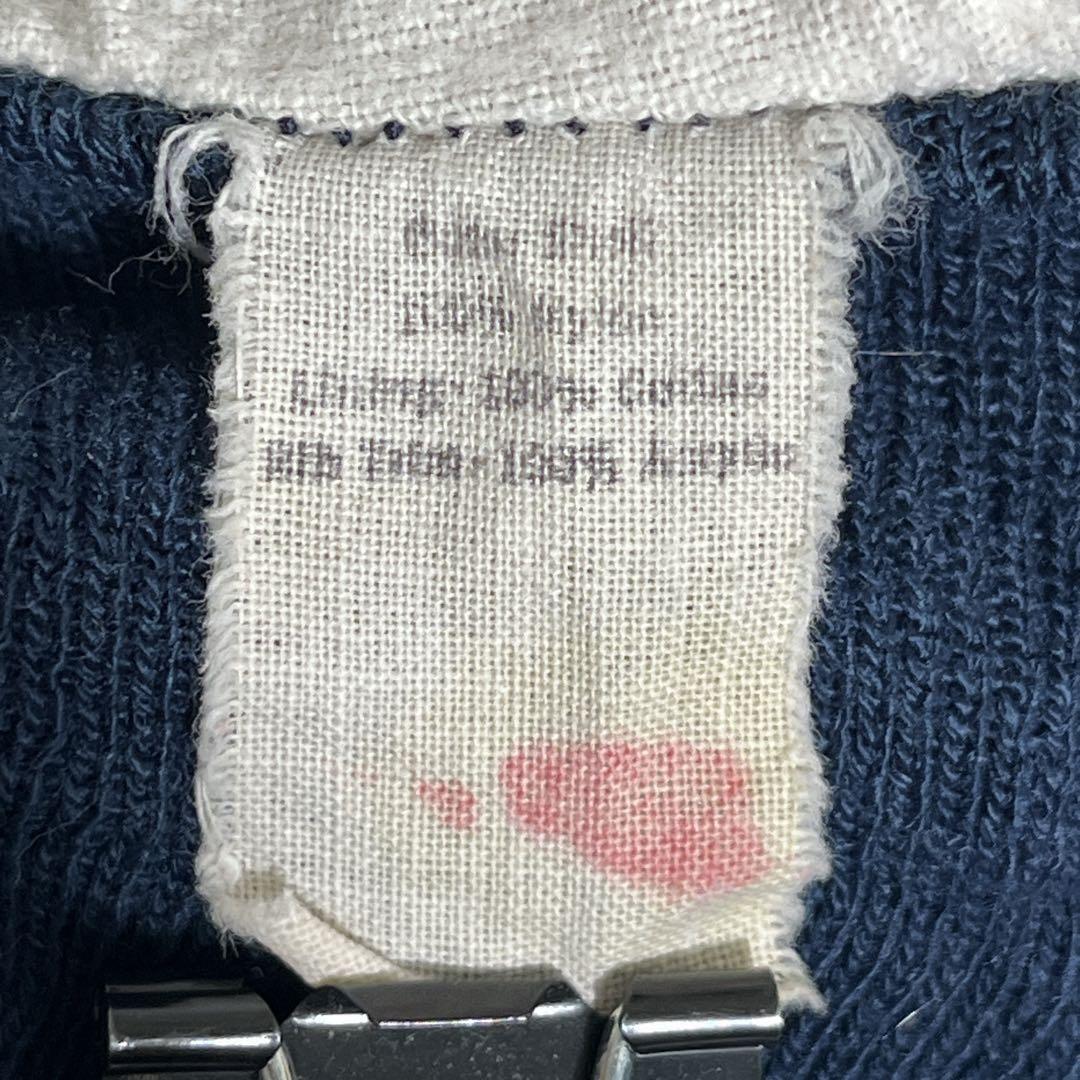 100% Nylon
Lining: 100% Cotton
Rib Trim: 100% Acrylic